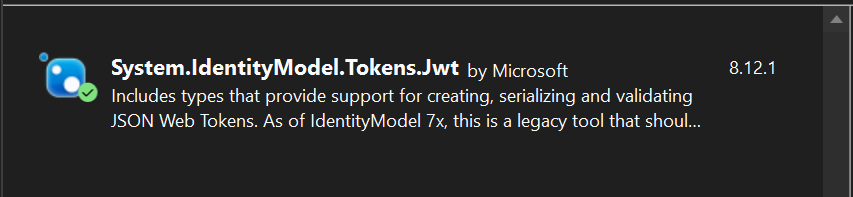 System.IdentityModel.Tokens.Jwt by Microsoft 8.12.1
Includes types that provide support for creating, serializing and validating
JSON Web Tokens. As of IdentityModel 7x, this is a legacy tool that shoul...